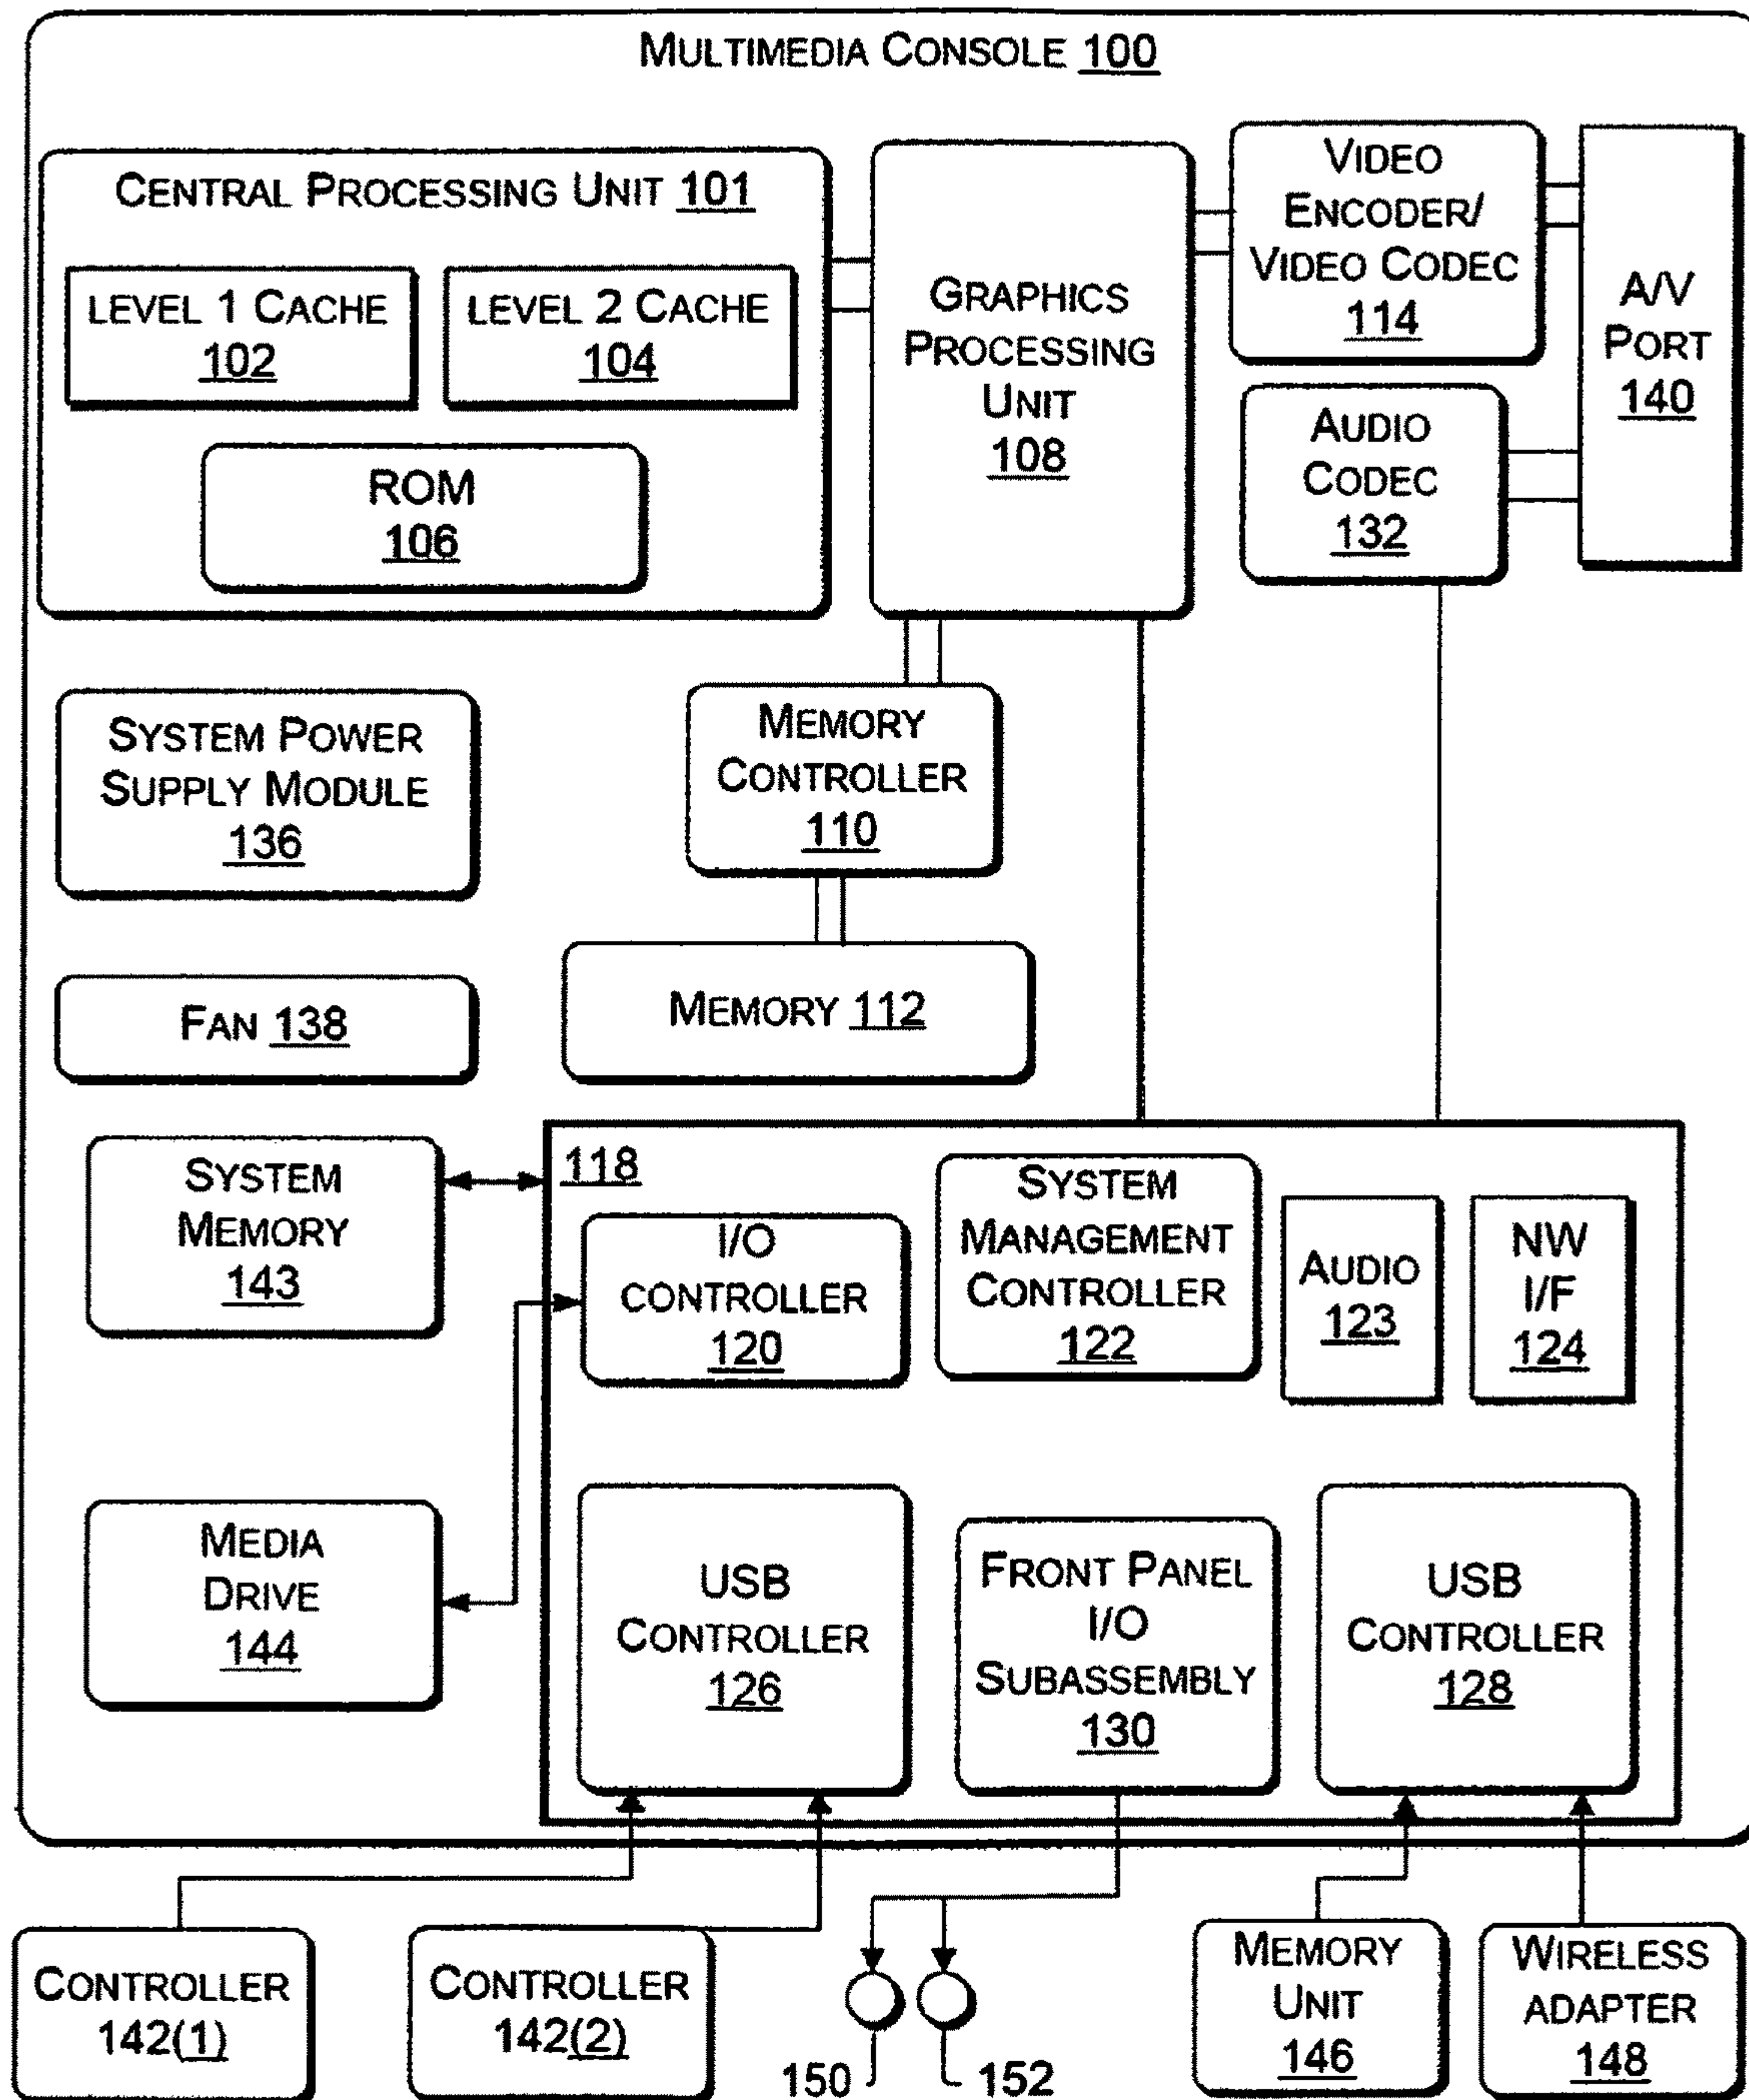 MULTIMEDIA CONSOLE 100
CENTRAL PROCESSING UNIT 101
LEVEL 1 CACHE
102
LEVEL 2 CACHE
104
ROM
106
GRAPHICS
PROCESSING
UNIT
108
VIDEO
ENCODER/
VIDEO CODEC
114
A/V
PORT
140
AUDIO
CODEC
132
SYSTEM POWER
SUPPLY MODULE
136
MEMORY
CONTROLLER
110
FAN 138
MEMORY 112
SYSTEM
MEMORY
143
118
I/O
CONTROLLER
120
SYSTEM
MANAGEMENT
CONTROLLER
122
AUDIO
123
NW
I/F
124
MEDIA
DRIVE
144
USB
CONTROLLER
126
FRONT PANEL
I/O
SUBASSEMBLY
130
USB
CONTROLLER
128
CONTROLLER
142(1)
CONTROLLER
142(2)
150
152
MEMORY
UNIT
146
WIRELESS
ADAPTER
148